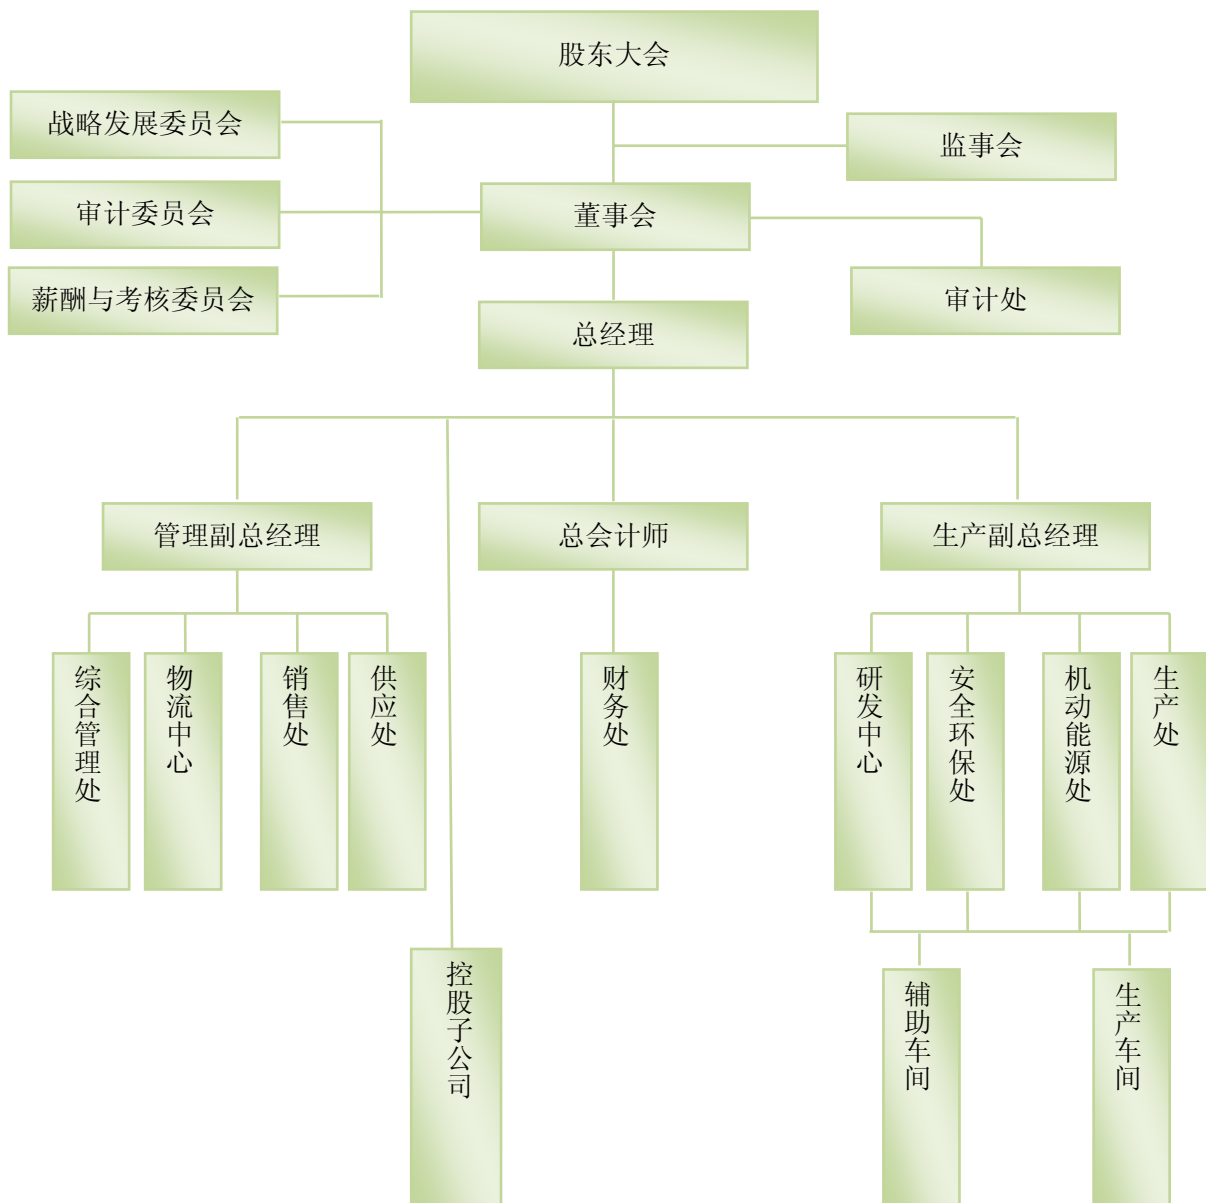 股东大会
战略发展委员会
监事会
审计委员会
董事会
薪酬与考核委员会
审计处
总经理
管理副总经理
总会计师
生产副总经理
综合管理处
物流中心
销售处
供应处
财务处
研发中心
安全环保处
机动能源处
生产处
控股子公司
辅助车间
生产车间